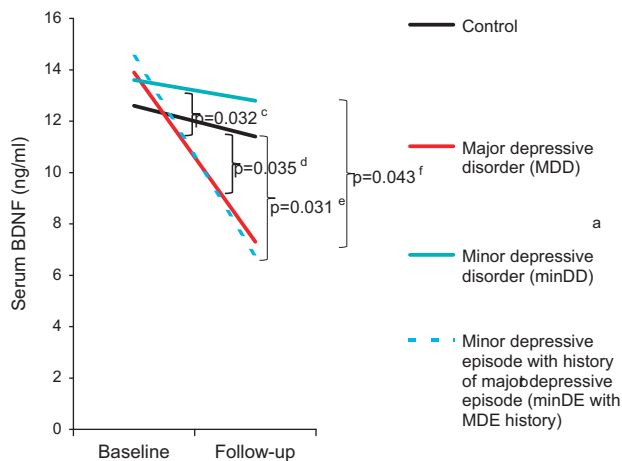 16
14
12
10
8
6
4
2
0
Serum BDNF (ng/ml)
Baseline
Follow-up
p=0.032 c
p=0.035 d
p=0.031 e
p=0.043 f
Control
Major depressive
disorder (MDD)
a
Minor depressive
disorder (minDD)
Minor depressive
episode with history
of major depressive
b
episode (minDE with
MDE history)